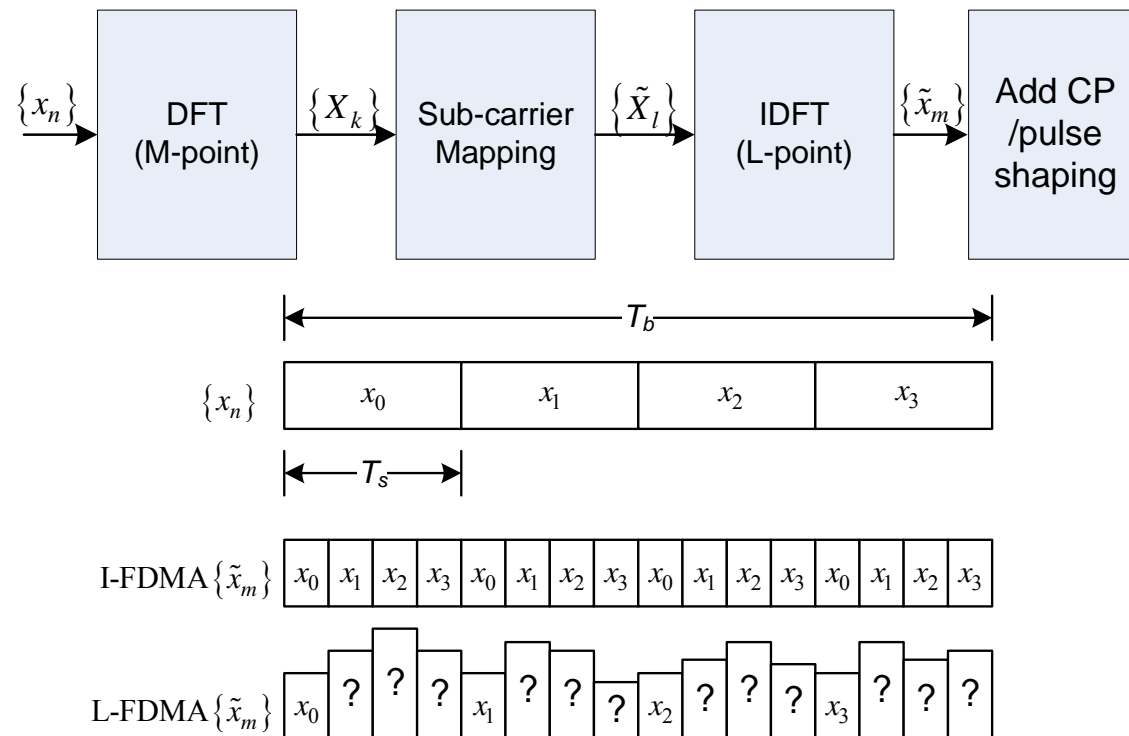 {x_n}
DFT
(M-point)
{X_k}
Sub-carrier
Mapping
{X̃_l}
IDFT
(L-point)
{x̃_m}
Add CP
/pulse
shaping
T_b
{x_n} x_0 x_1 x_2 x_3
T_s
I-FDMA{x̃_m} x_0 x_1 x_2 x_3 x_0 x_1 x_2 x_3 x_0 x_1 x_2 x_3 x_0 x_1 x_2 x_3
L-FDMA{x̃_m} x_0 ? ? ? x_1 ? ? ? x_2 ? ? ? x_3 ? ? ?